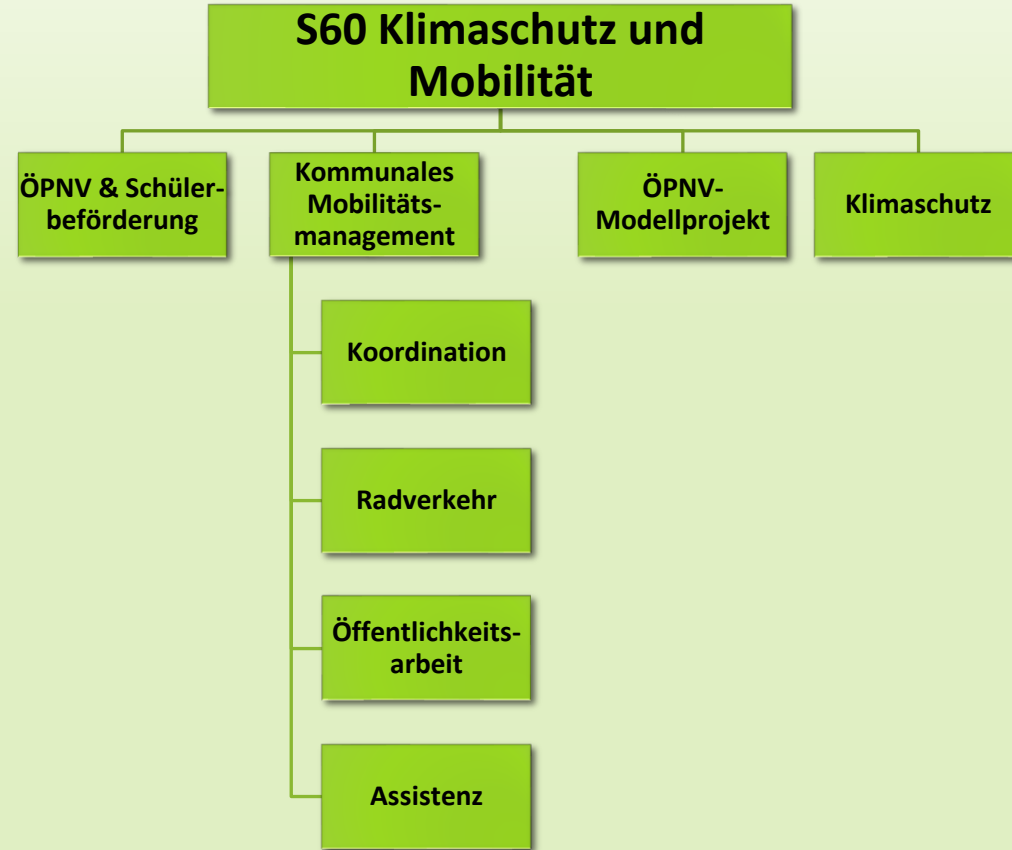 S60 Klimaschutz und
Mobilität
ÖPNV & Schüler-
beförderung
Kommunales
Mobilitäts-
management
ÖPNV-
Modellprojekt
Klimaschutz
Koordination
Radverkehr
Öffentlichkeits-
arbeit
Assistenz